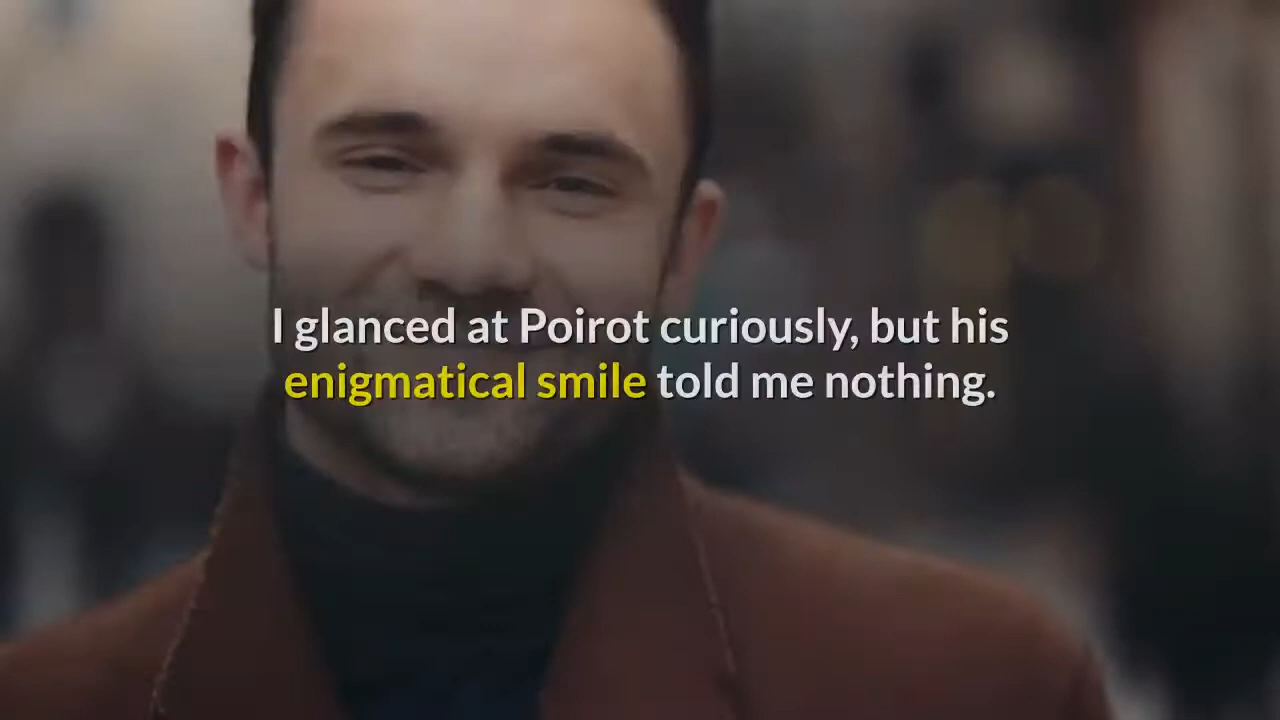 I glanced at Poirot curiously, but his
enigmatical smile told me nothing.